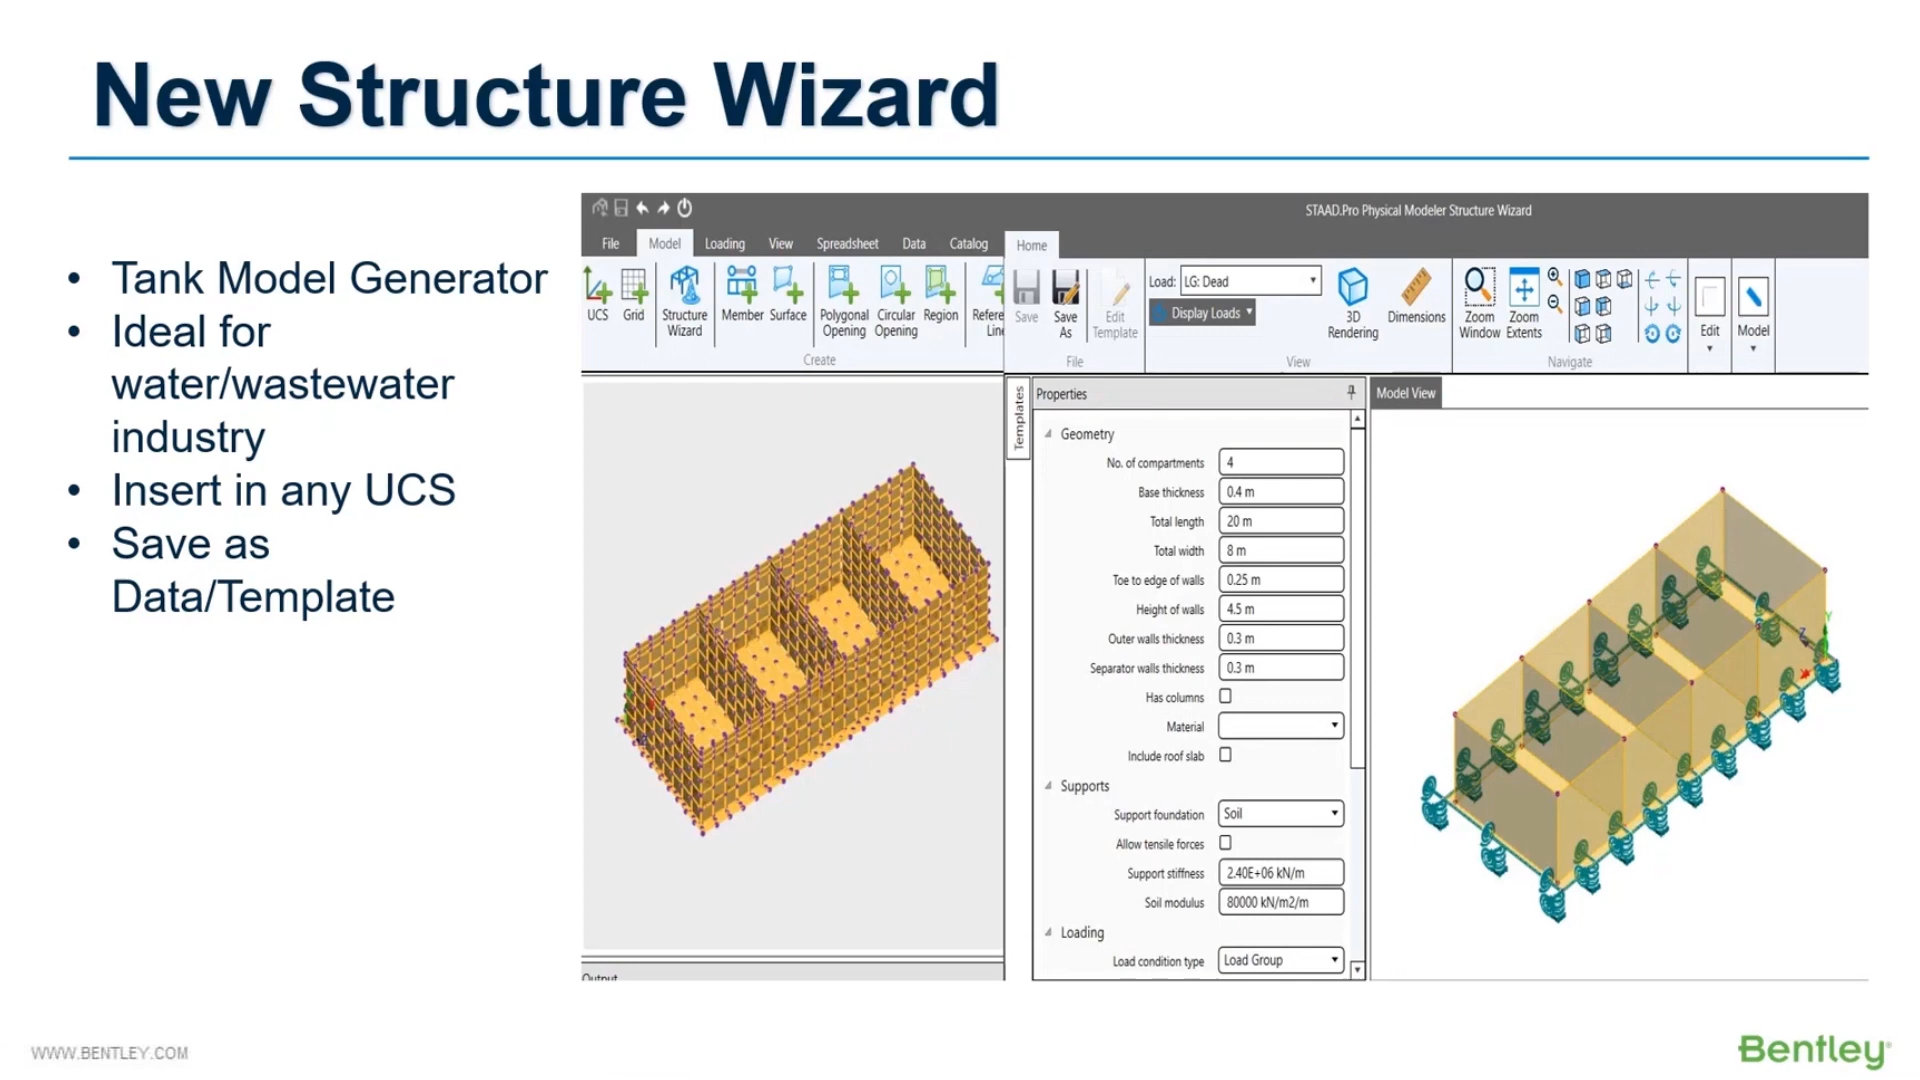 New Structure Wizard
• Tank Model Generator
• Ideal for
water/wastewater
industry
• Insert in any UCS
• Save as
Data/Template
STAAD.Pro Physical Modeler Structure Wizard
File Model Loading View Spreadsheet Data Catalog Home
UCS Grid Structure Wizard Member Surface Polygonal Opening Circular Opening Region Refere Line
Create
Save Save As Edit Template
File
Load: LG: Dead
Display Loads
3D Rendering Dimensions
View
Zoom Window Zoom Extents
Navigate
Edit Model
Templates
Properties
Model View
Geometry
No. of compartments 4
Base thickness 0.4 m
Total length 20 m
Total width 8 m
Toe to edge of walls 0.25 m
Height of walls 4.5 m
Outer walls thickness 0.3 m
Separator walls thickness 0.3 m
Has columns
Material
Include roof slab
Supports
Support foundation Soil
Allow tensile forces
Support stiffness 2.40E+06 kN/m
Soil modulus 80000 kN/m2/m
Loading
Load condition type Load Group
Output
Y
Z
X
WWW.BENTLEY.COM
Bentley®